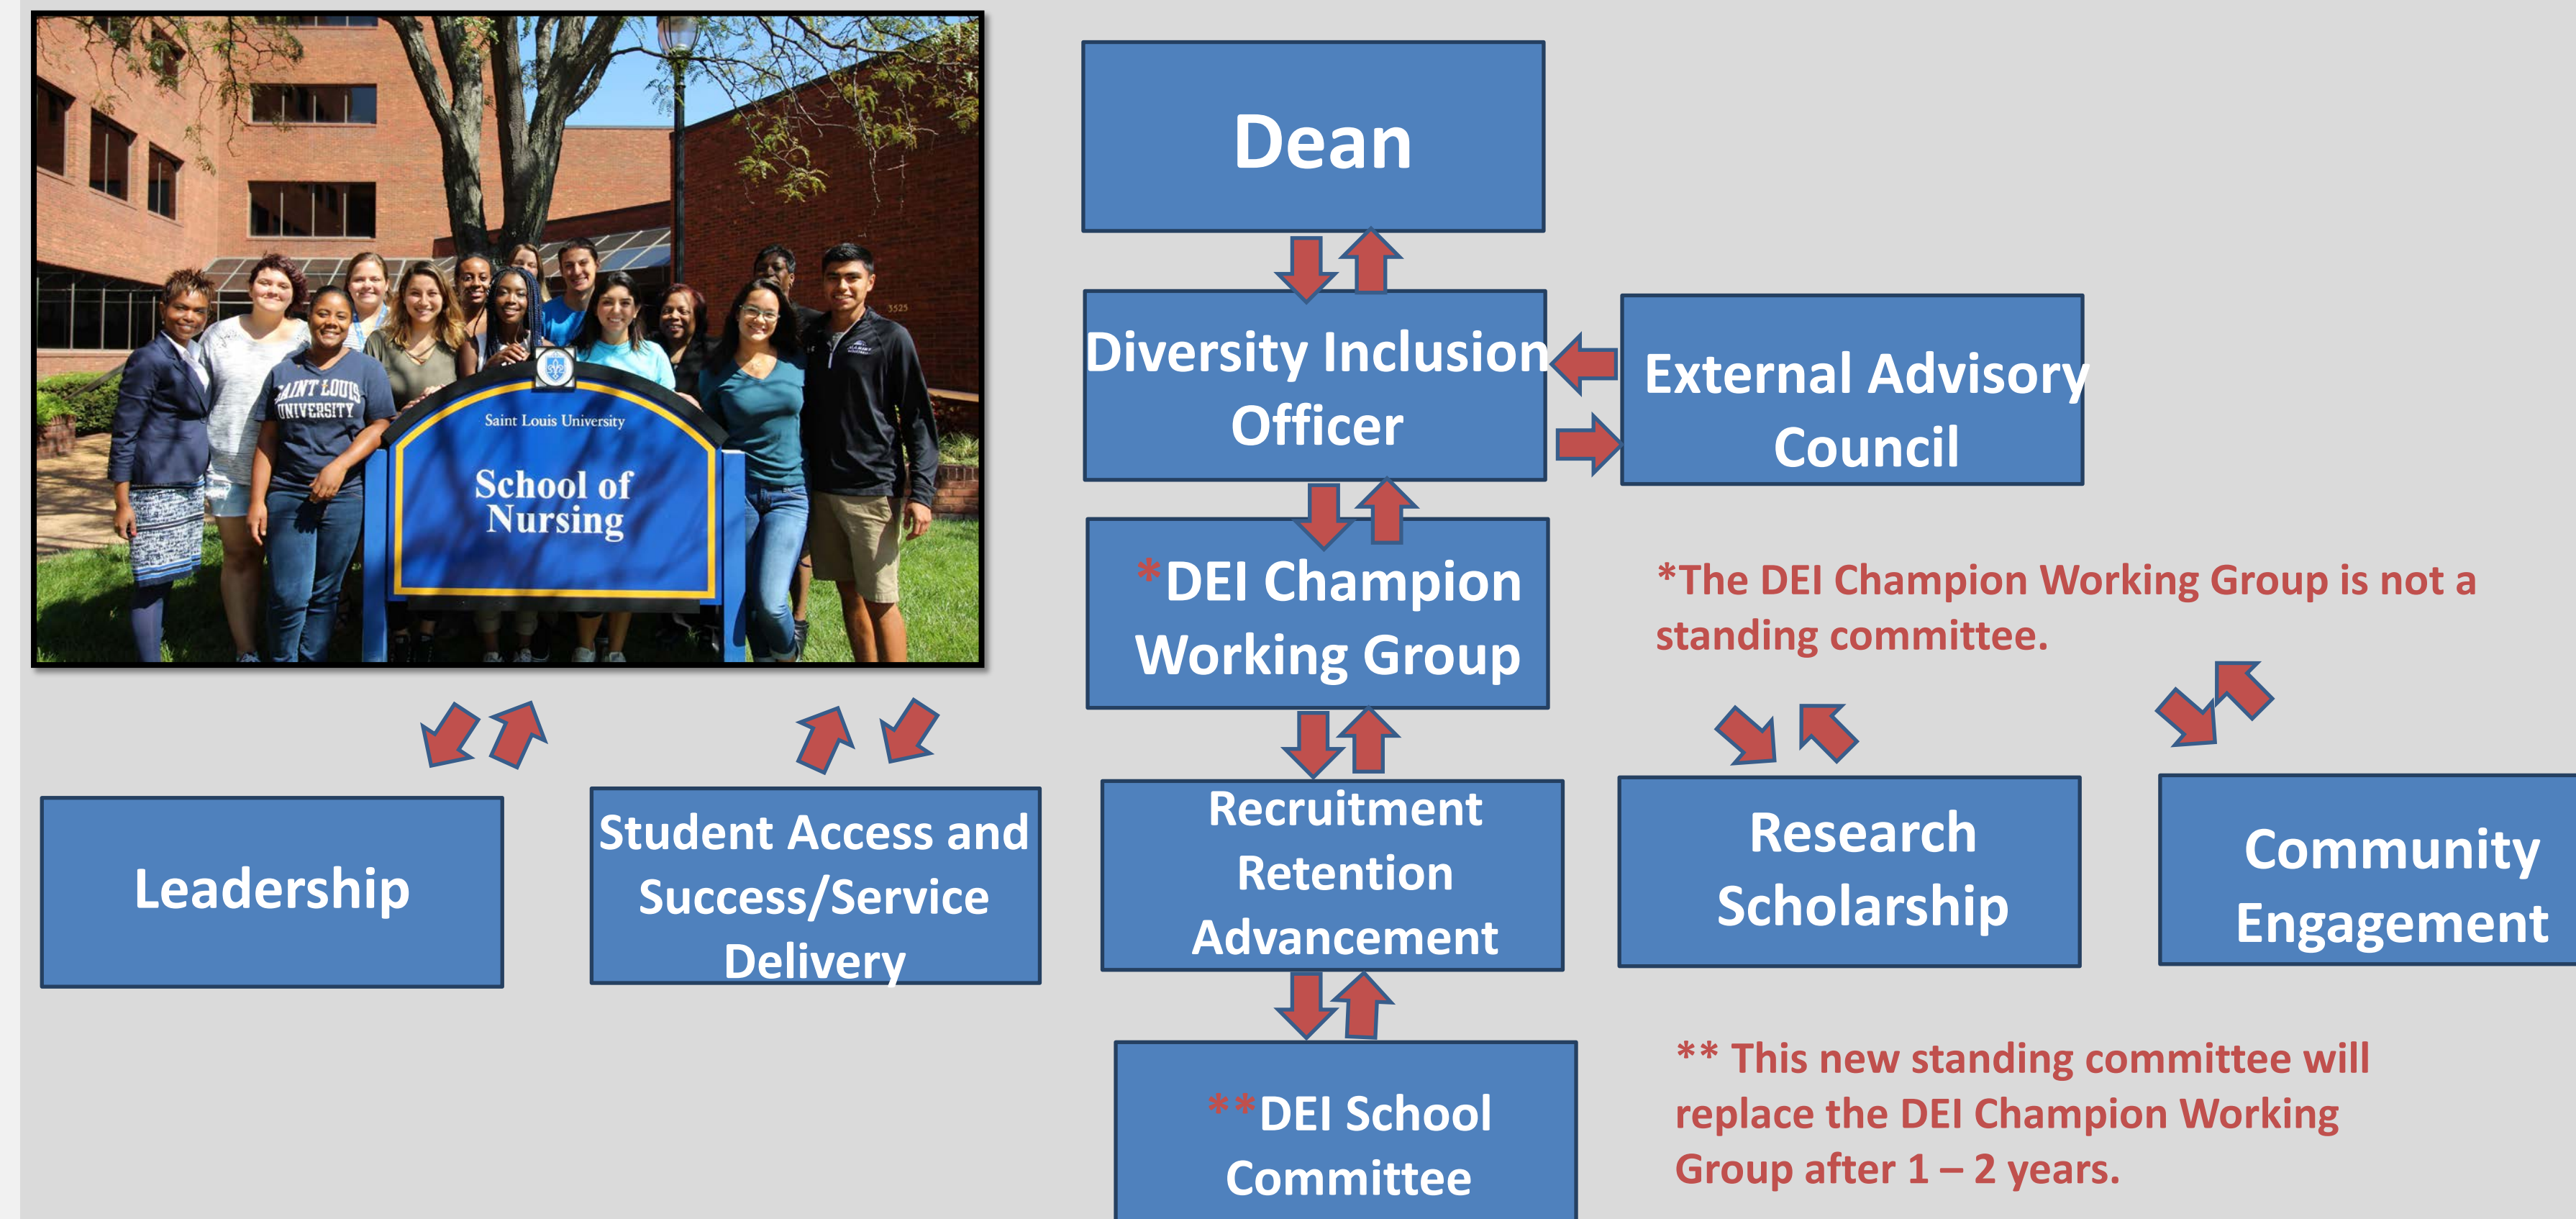 Dean
Diversity Inclusion
Officer
External Advisory
Council
SAINT LOUIS
UNIVERSITY
3525
Saint Louis University
School of
Nursing
*DEI Champion
Working Group
*The DEI Champion Working Group is not a
standing committee.
Leadership
Student Access and
Success/Service
Delivery
Recruitment
Retention
Advancement
Research
Scholarship
Community
Engagement
**DEI School
Committee
** This new standing committee will
replace the DEI Champion Working
Group after 1 – 2 years.